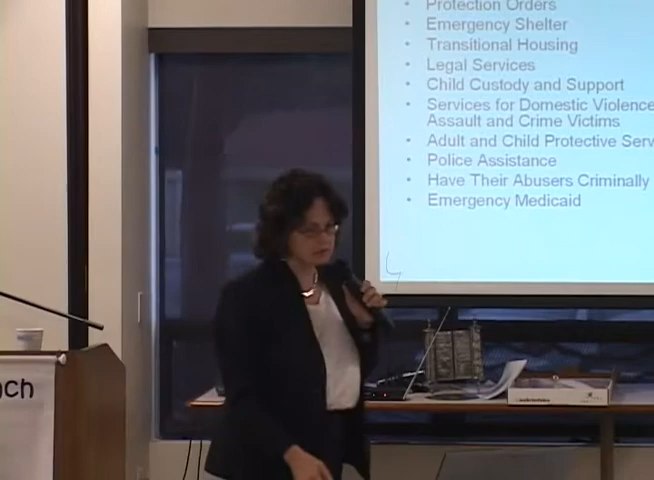 Protection Orders
Emergency Shelter
Transitional Housing
Legal Services
Child Custody and Support
Services for Domestic Violence
Assault and Crime Victims
Adult and Child Protective Serv
Police Assistance
Have Their Abusers Criminally
Emergency Medicaid
nch